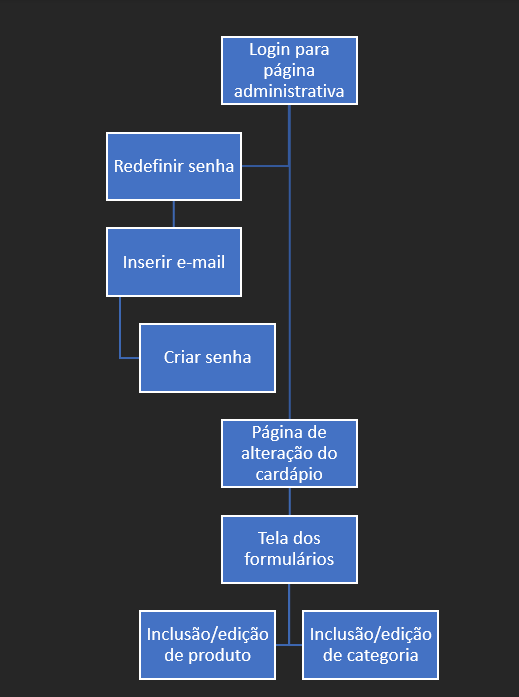 Login para
página
administrativa
Redefinir senha
Inserir e-mail
Criar senha
Página de
alteração do
cardápio
Tela dos
formulários
Inclusão/edição
de produto
Inclusão/edição
de categoria